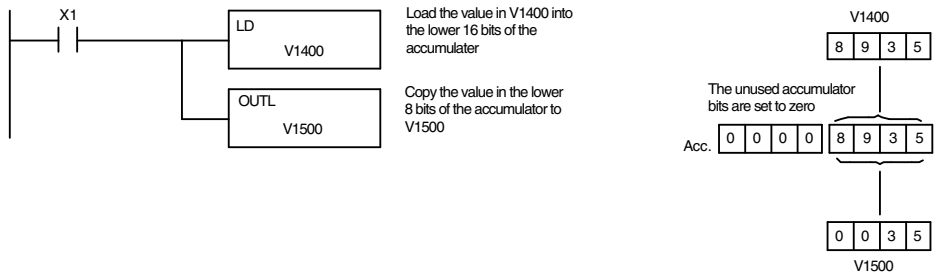 X1
LD
V1400
Load the value in V1400 into
the lower 16 bits of the
accumulater
OUTL
V1500
Copy the value in the lower
8 bits of the accumulator to
V1500
V1400
8 9 3 5
The unused accumulator
bits are set to zero
Acc. 0 0 0 0 8 9 3 5
0 0 3 5
V1500